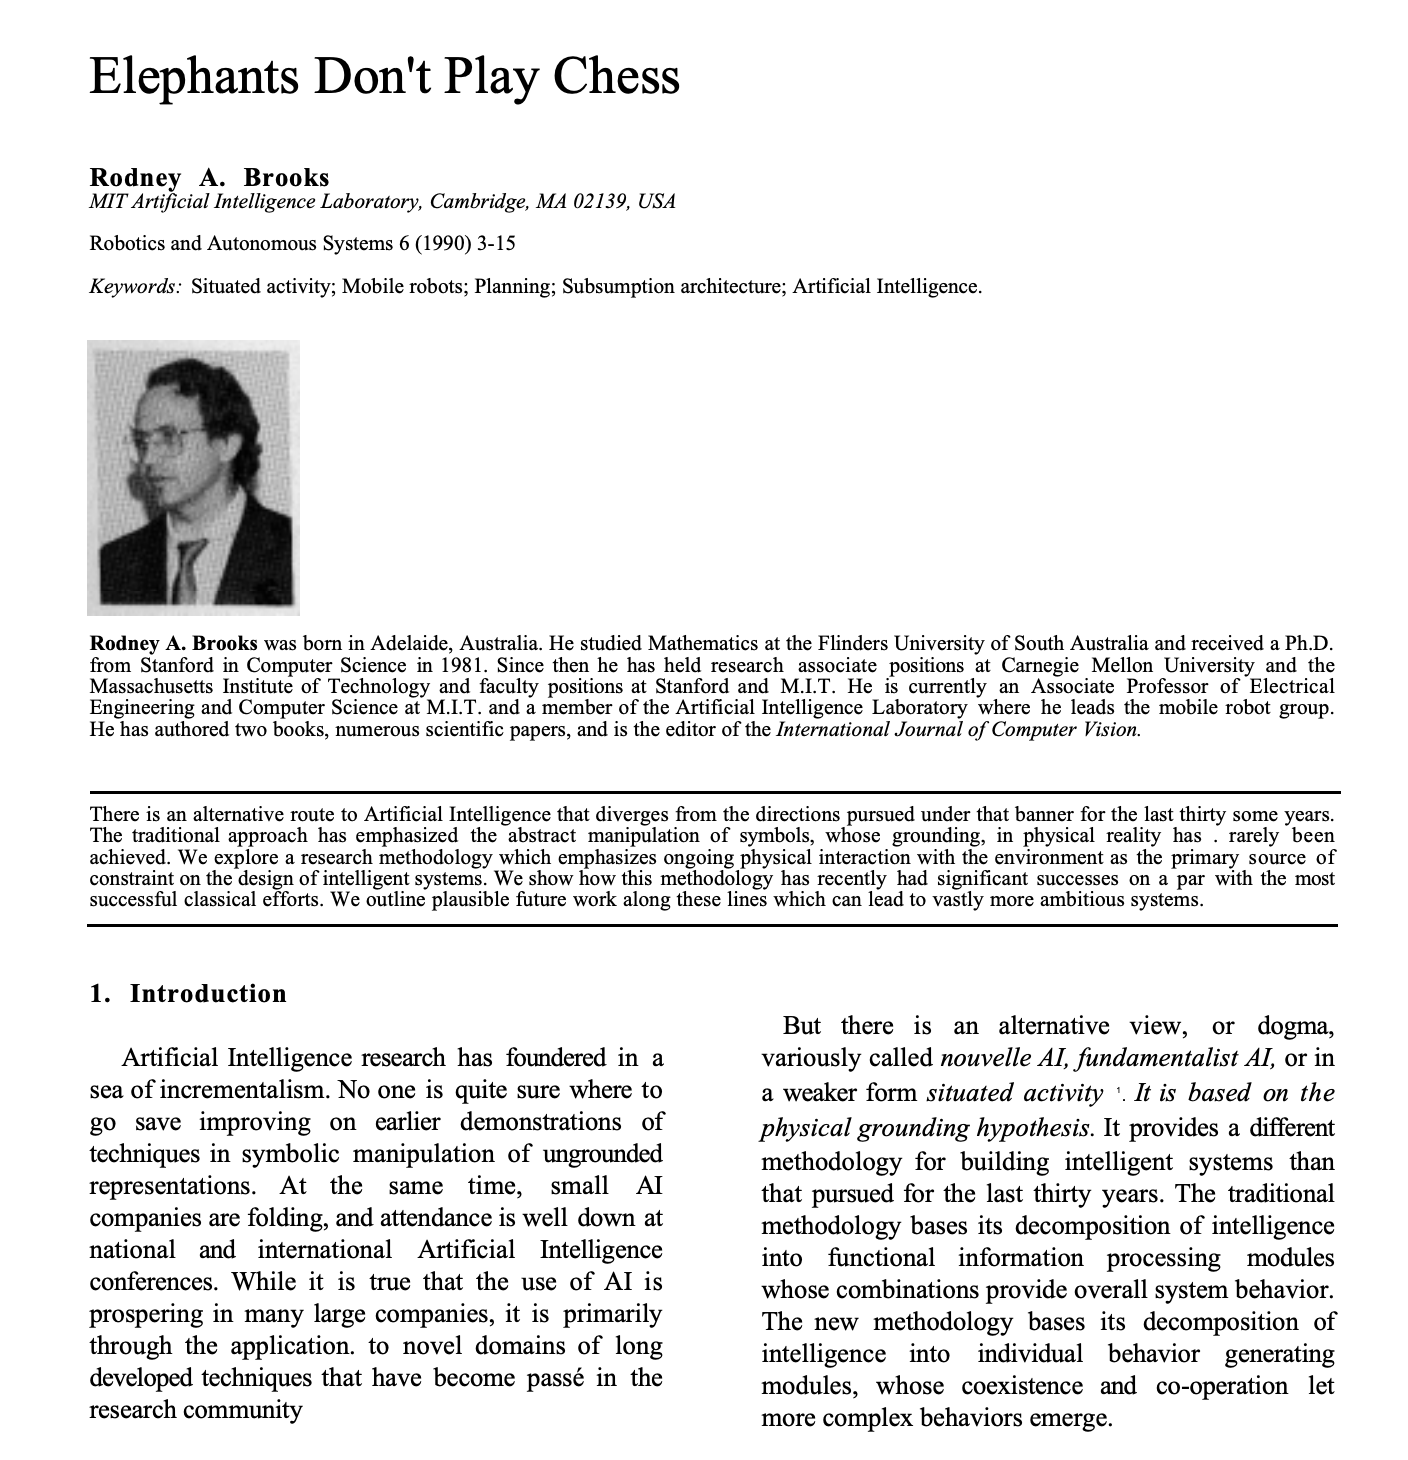 Elephants Don't Play Chess
Rodney A. Brooks
MIT Artificial Intelligence Laboratory, Cambridge, MA 02139, USA
Robotics and Autonomous Systems 6 (1990) 3-15
Keywords: Situated activity; Mobile robots; Planning; Subsumption architecture; Artificial Intelligence.
Rodney A. Brooks was born in Adelaide, Australia. He studied Mathematics at the Flinders University of South Australia and received a Ph.D.
from Stanford in Computer Science in 1981. Since then he has held research associate positions at Carnegie Mellon University and the
Massachusetts Institute of Technology and faculty positions at Stanford and M.I.T. He is currently an Associate Professor of Electrical
Engineering and Computer Science at M.I.T. and a member of the Artificial Intelligence Laboratory where he leads the mobile robot group.
He has authored two books, numerous scientific papers, and is the editor of the International Journal of Computer Vision.
There is an alternative route to Artificial Intelligence that diverges from the directions pursued under that banner for the last thirty some years.
The traditional approach has emphasized the abstract manipulation of symbols, whose grounding, in physical reality has . rarely been
achieved. We explore a research methodology which emphasizes ongoing physical interaction with the environment as the primary source of
constraint on the design of intelligent systems. We show how this methodology has recently had significant successes on a par with the most
successful classical efforts. We outline plausible future work along these lines which can lead to vastly more ambitious systems.
1. Introduction
Artificial Intelligence research has foundered in a
sea of incrementalism. No one is quite sure where to
go save improving on earlier demonstrations of
techniques in symbolic manipulation of ungrounded
representations. At the same time, small AI
companies are folding, and attendance is well down at
national and international Artificial Intelligence
conferences. While it is true that the use of AI is
prospering in many large companies, it is primarily
through the application. to novel domains of long
developed techniques that have become passé in the
research community
But there is an alternative view, or dogma,
variously called nouvelle AI, fundamentalist AI, or in
a weaker form situated activity ¹. It is based on the
physical grounding hypothesis. It provides a different
methodology for building intelligent systems than
that pursued for the last thirty years. The traditional
methodology bases its decomposition of intelligence
into functional information processing modules
whose combinations provide overall system behavior.
The new methodology bases its decomposition of
intelligence into individual behavior generating
modules, whose coexistence and co-operation let
more complex behaviors emerge.